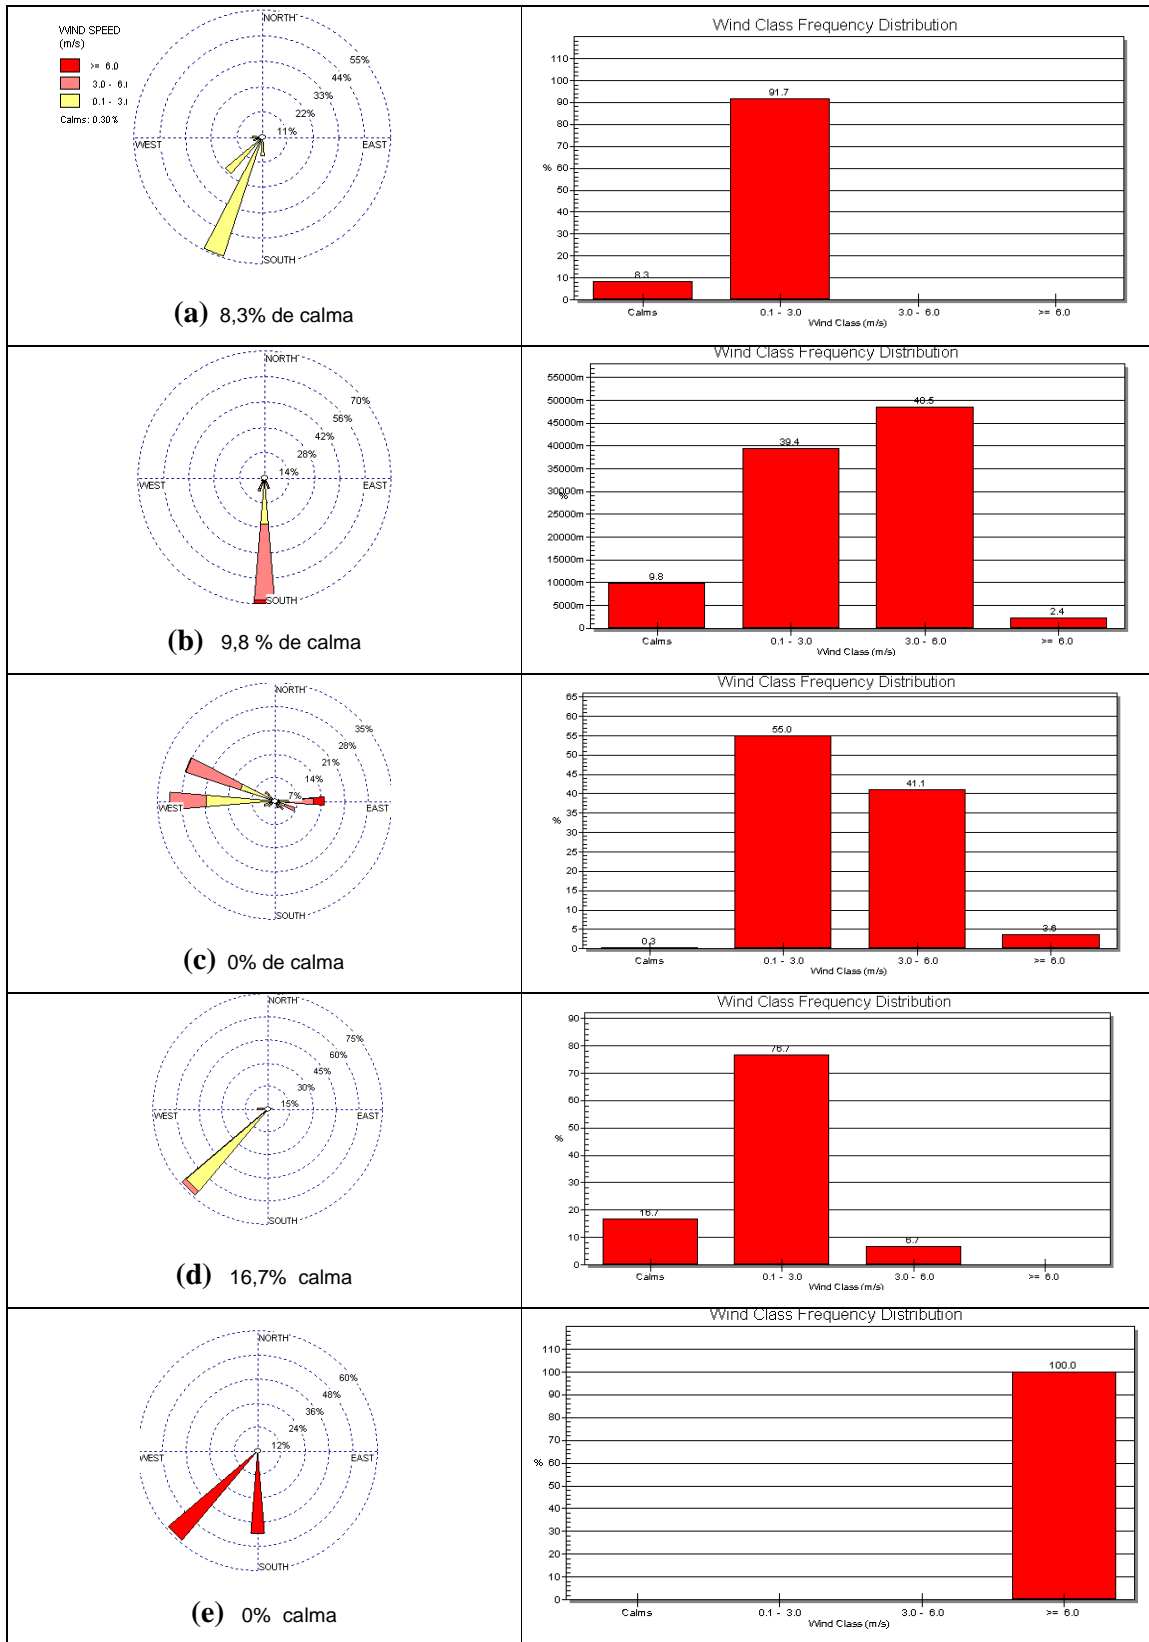 WIND SPEED
(m/s)
>= 6.0
3.0 - 6.
0.1 - 3.
Calms: 0.30%
NORTH
55%
44%
33%
22%
11%
WEST
EAST
SOUTH
(a) 8,3% de calma
Wind Class Frequency Distribution
110
100
90
80
70
%
60
50
40
30
20
10
0
8.3
91.7
Calms
0.1 - 3.0
3.0 - 6.0
>= 6.0
Wind Class (m/s)
NORTH
70%
56%
42%
28%
14%
WEST
EAST
SOUTH
(b) 9,8 % de calma
Wind Class Frequency Distribution
55000m
50000m
45000m
40000m
35000m
30000m
%
25000m
20000m
15000m
10000m
5000m
0
9.8
39.4
2.4
Calms
0.1 - 3.0
3.0 - 6.0
>= 6.0
Wind Class (m/s)
NORTH
35%
28%
21%
14%
7%
WEST
EAST
SOUTH
(c) 0% de calma
Wind Class Frequency Distribution
65
60
55
50
45
40
35
%
30
25
20
15
10
5
0
0.3
55.0
41.1
3.6
Calms
0.1 - 3.0
3.0 - 6.0
>= 6.0
Wind Class (m/s)
NORTH
75%
60%
45%
30%
15%
WEST
EAST
SOUTH
(d) 16,7% calma
Wind Class Frequency Distribution
90
80
70
60
50
%
40
30
20
10
0
16.7
76.7
6.7
Calms
0.1 - 3.0
3.0 - 6.0
>= 6.0
Wind Class (m/s)
NORTH
60%
48%
36%
24%
12%
WEST
EAST
SOUTH
(e) 0% calma
Wind Class Frequency Distribution
110
100
90
80
70
60
%
50
40
30
20
10
0
100.0
Calms
0.1 - 3.0
3.0 - 6.0
>= 6.0
Wind Class (m/s)